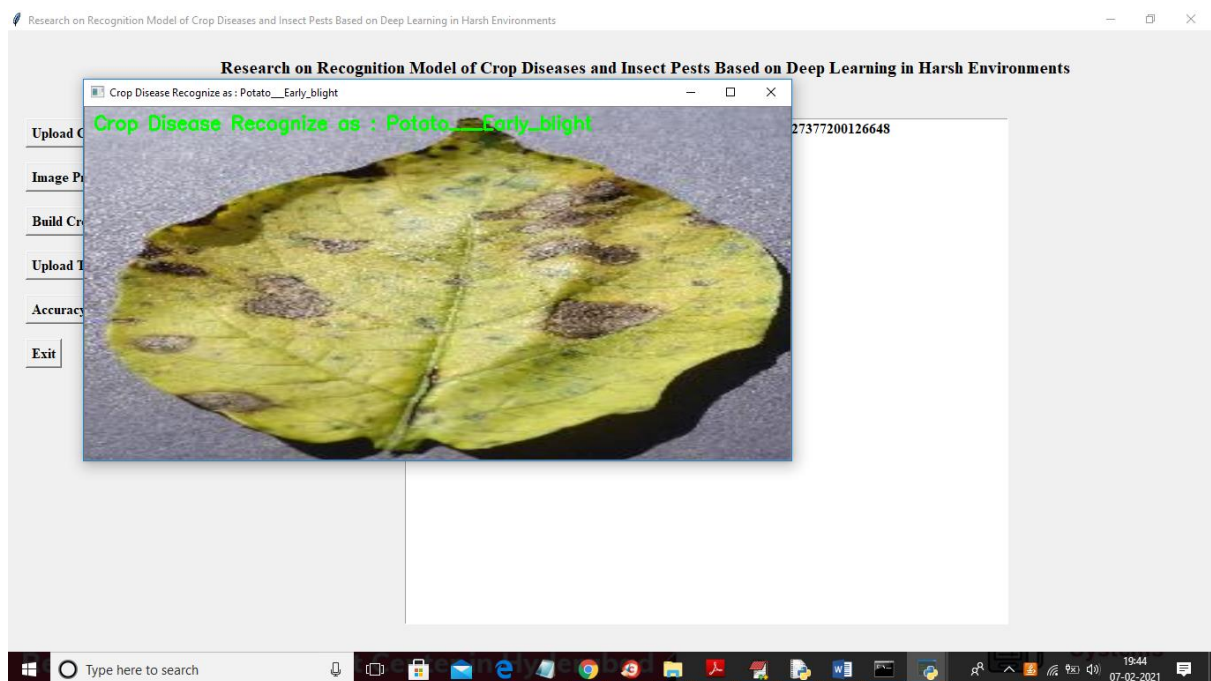 Research on Recognition Model of Crop Diseases and Insect Pests Based on Deep Learning in Harsh Environments
Research on Recognition Model of Crop Diseases and Insect Pests Based on Deep Learning in Harsh Environments
Crop Disease Recognize as : Potato___Early_blight
Crop Disease Recognize as : Potato___Early_blight
27377200126648
Upload
Image
Build
Upload
Accuracy
Exit
Type here to search
19:44
07-02-2021